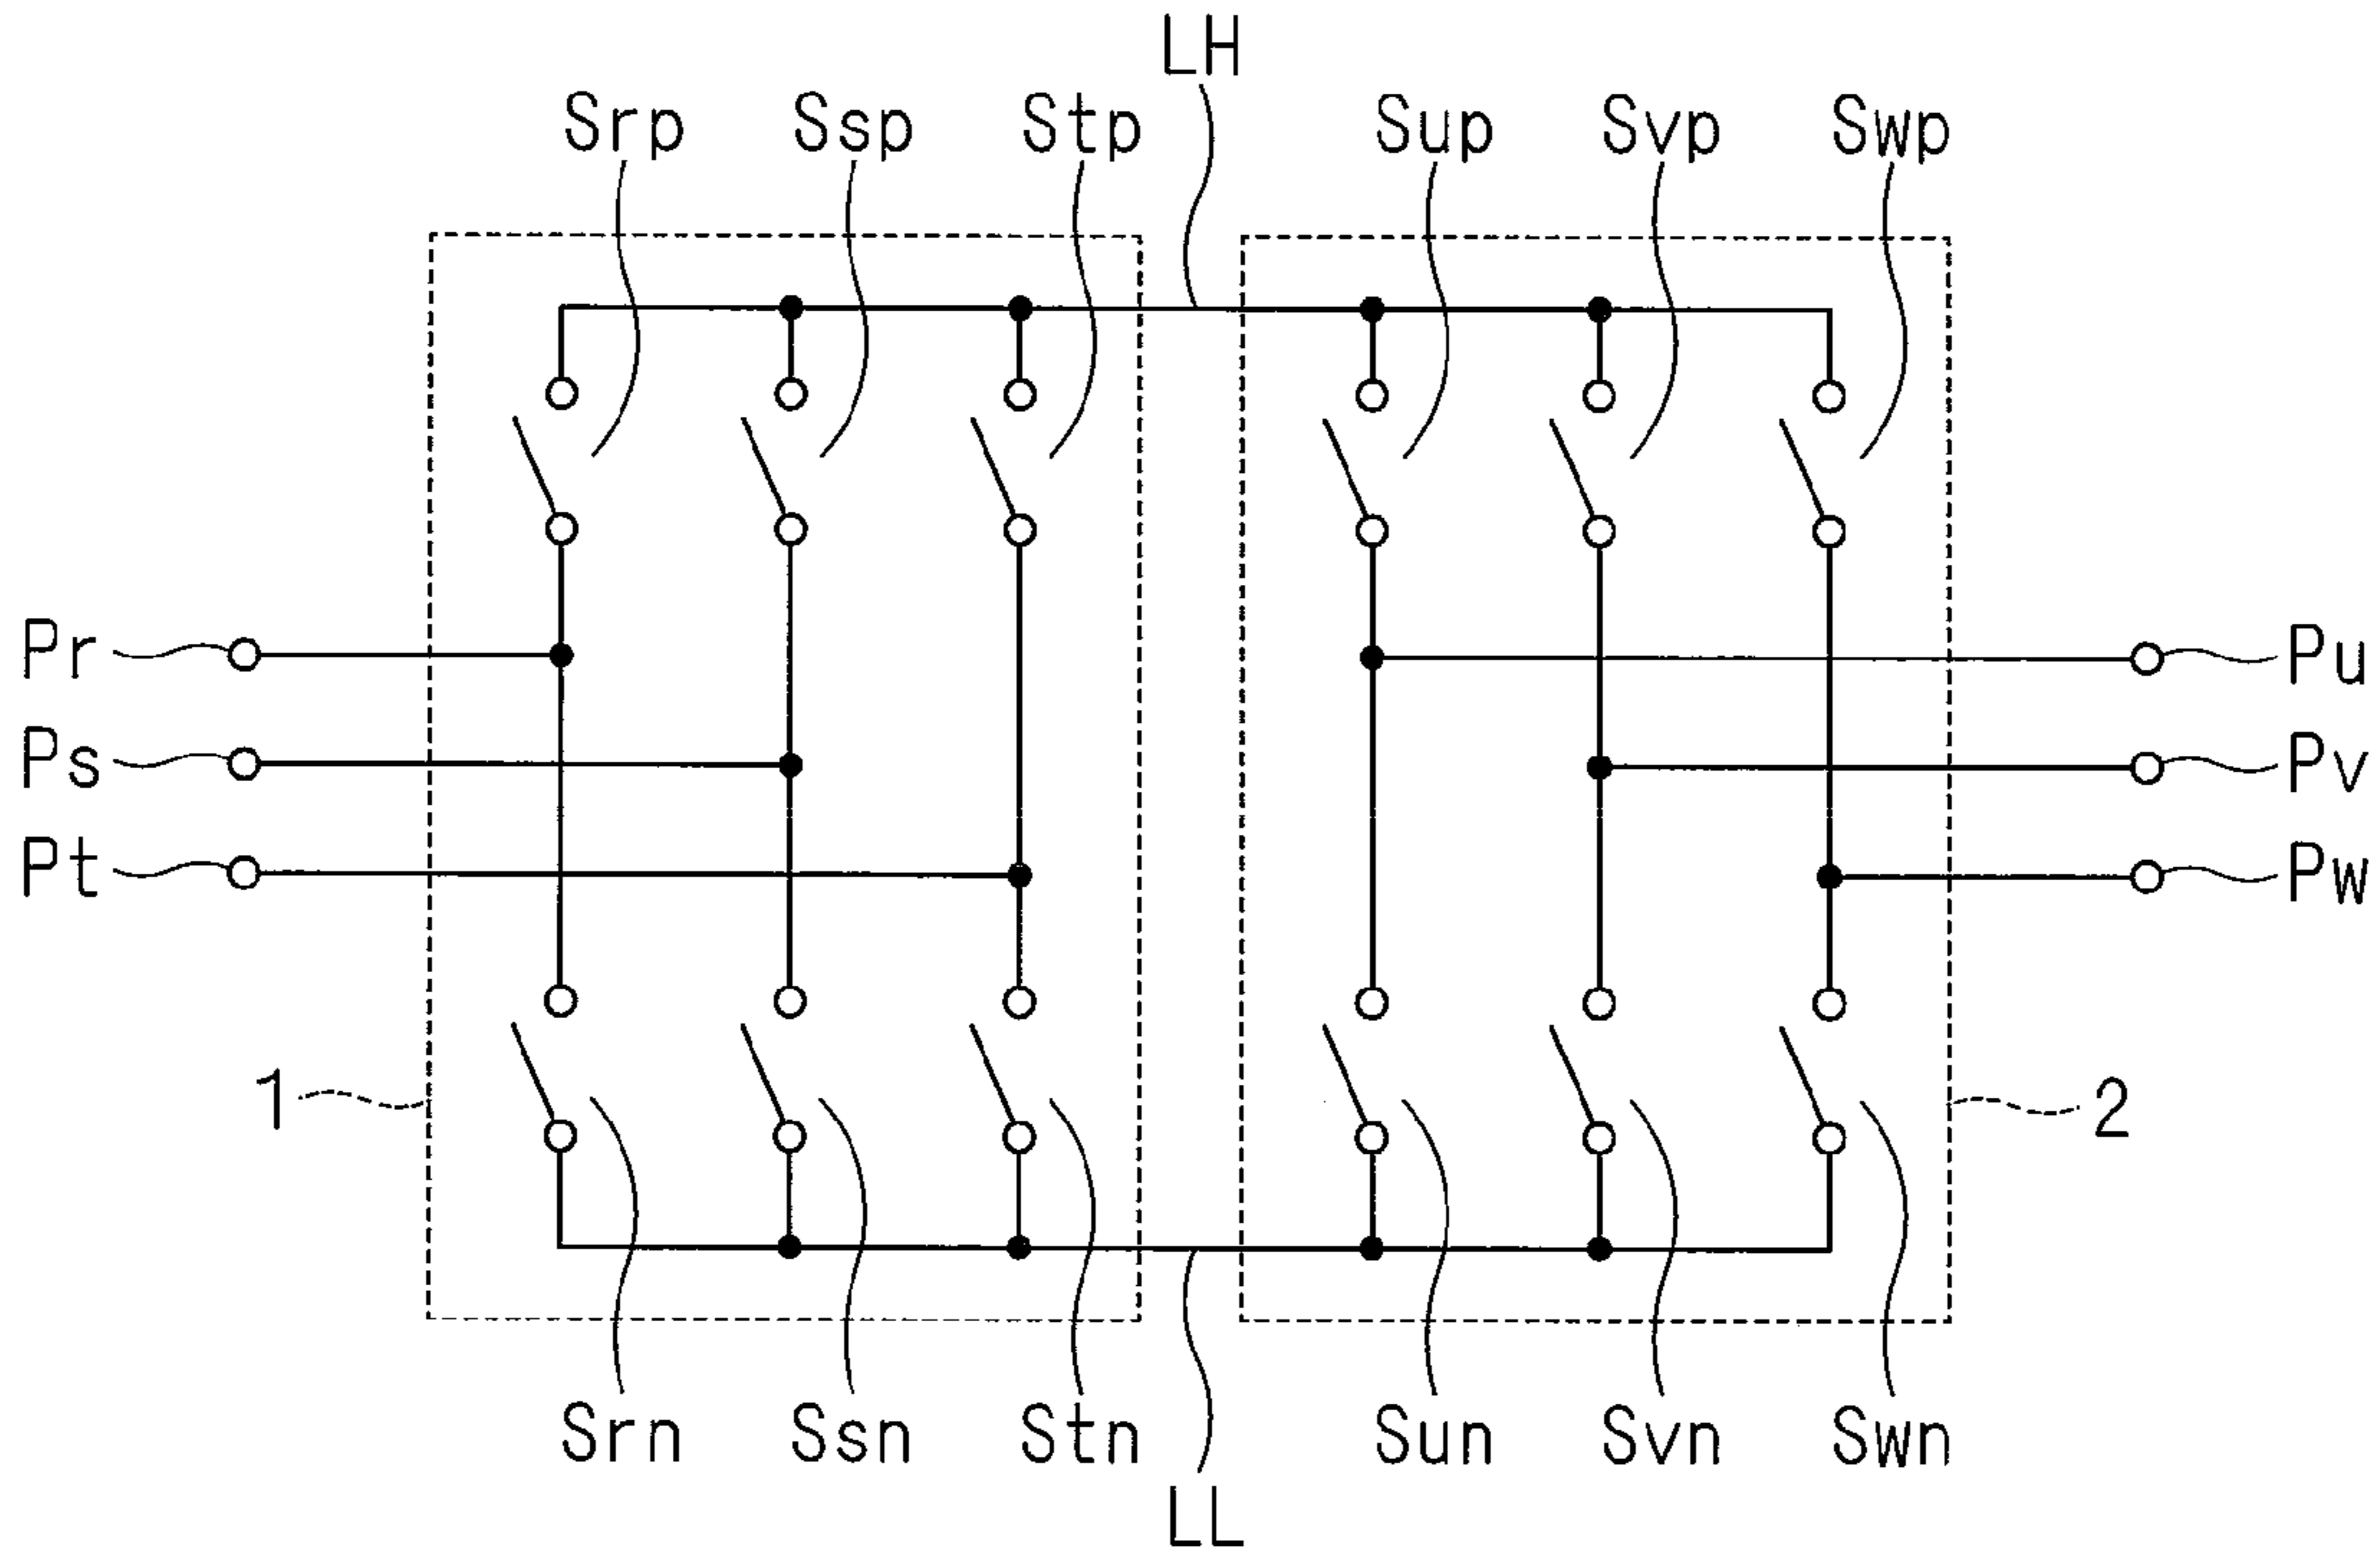 LH
Srp Ssp Stp Sup Svp Swp
Pr Pu
Ps Pv
Pt Pw
1 2
Srn Ssn Stn Sun Svn Swn
LL